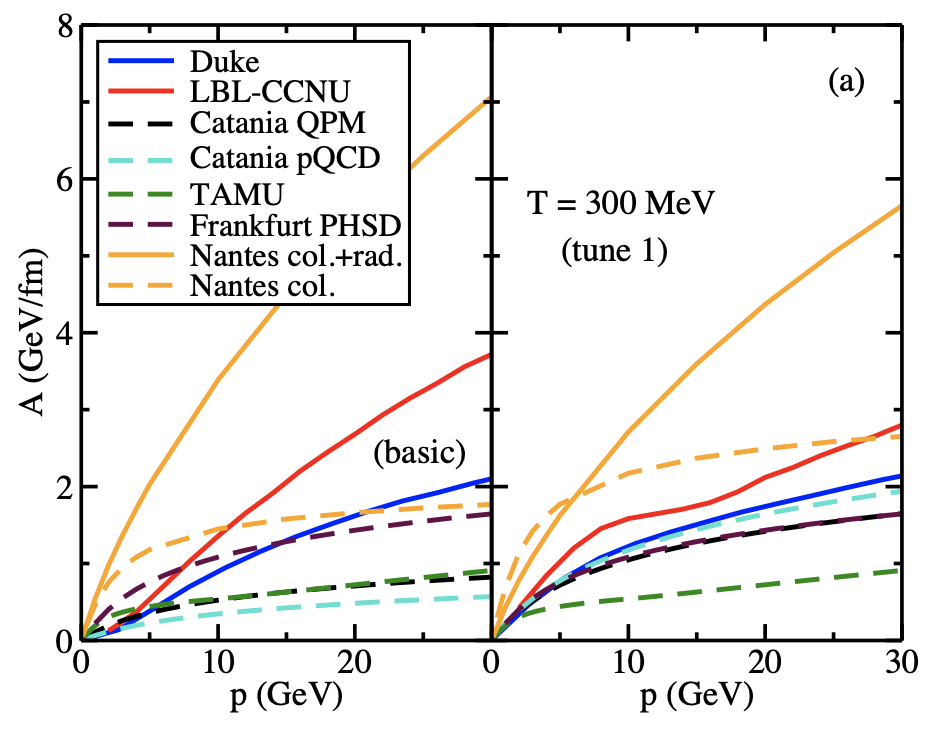 8
6
4
2
0
A (GeV/fm)
Duke
LBL-CCNU
Catania QPM
Catania pQCD
TAMU
Frankfurt PHSD
Nantes col.+rad.
Nantes col.
(basic)
(a)
T = 300 MeV
(tune 1)
0
10
20
0
10
20
30
p (GeV)
p (GeV)